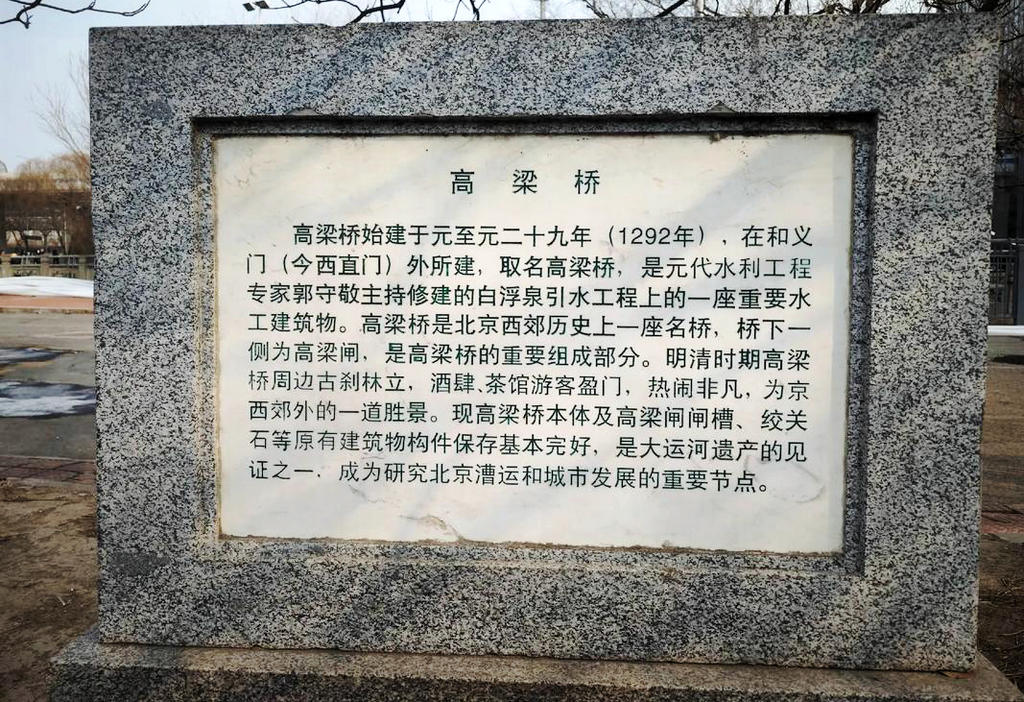 高 梁 桥
高梁桥始建于元至元二十九年（1292年），在和义
门（今西直门）外所建，取名高梁桥，是元代水利工程
专家郭守敬主持修建的白浮泉引水工程上的一座重要水
工建筑物。高梁桥是北京西郊历史上一座名桥，桥下一
侧为高梁闸，是高梁桥的重要组成部分。明清时期高梁
桥周边古刹林立，酒肆、茶馆游客盈门，热闹非凡，为京
西郊外的一道胜景。现高梁桥本体及高梁闸闸槽、绞关
石等原有建筑物构件保存基本完好，是大运河遗产的见
证之一，成为研究北京漕运和城市发展的重要节点。